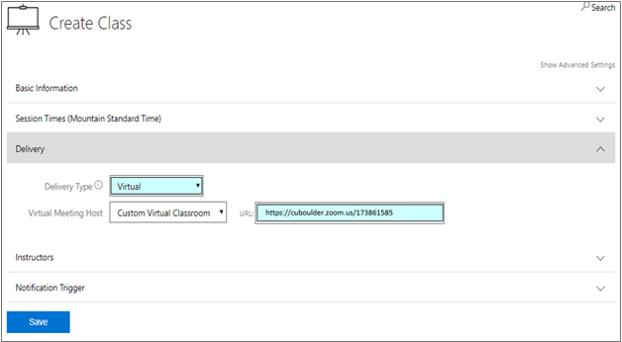 Search
Create Class
Show Advanced Settings
Basic Information
Session Times (Mountain Standard Time)
Delivery
Delivery Type Virtual
Virtual Meeting Host Custom Virtual Classroom URL: https://cuboulder.zoom.us/173861585
Instructors
Notification Trigger
Save